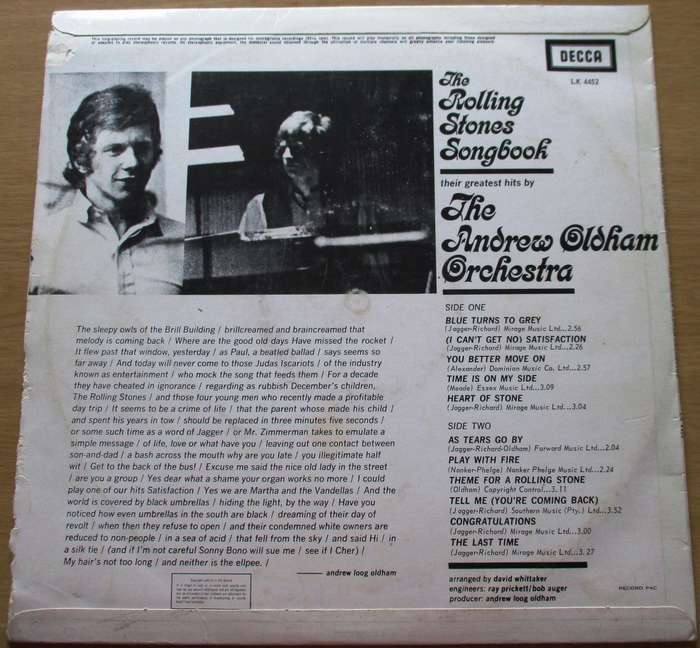 This long-playing record may be played on any phonograph that is designed for
DECCA
LK 4452
The
Rolling
Stones
Songbook
their greatest hits by
The
Andrew Oldham
Orchestra
SIDE ONE
BLUE TURNS TO GREY
(Jagger-Richard) Mirage Music Ltd...2.56
(I CAN'T GET NO) SATISFACTION
(Jagger-Richard) Mirage Music Ltd...2.26
YOU BETTER MOVE ON
(Alexander) Dominion Music Co. Ltd...2.57
TIME IS ON MY SIDE
(Meade) Essex Music Ltd...3.09
HEART OF STONE
(Jagger-Richard) Mirage Music Ltd...3.04
SIDE TWO
AS TEARS GO BY
(Jagger-Richard-Oldham) Forward Music Ltd...2.04
PLAY WITH FIRE
(Nanker-Phelge) Nanker Phelge Music Ltd...2.24
THEME FOR A ROLLING STONE
(Oldham) Copyright Control...3.11
TELL ME (YOU'RE COMING BACK)
(Jagger-Richard) Southern Music (Pty.) Ltd...3.52
CONGRATULATIONS
(Jagger-Richard) Mirage Music Ltd...3.00
THE LAST TIME
(Jagger-Richard) Mirage Music Ltd...3.27
arranged by david whittaker
engineers: ray prickett/bob auger
producer: andrew loog oldham
RECORD PAC
The sleepy owls of the Brill Building / brillcreamed and braincreamed that
melody is coming back / Where are the good old days Have missed the rocket /
It flew past that window, yesterday / as Paul, a beatled ballad / says seems so
far away / And today will never come to those Judas Iscariots / of the industry
known as entertainment / who mock the song that feeds them / For a decade
they have cheated in ignorance / regarding as rubbish December's children,
The Rolling Stones / and those four young men who recently made a profitable
day trip / It seems to be a crime of life / that the parent whose made his child /
and spent his years in tow / should be replaced in three minutes five seconds /
or some such time as a word of Jagger / or Mr. Zimmerman takes to emulate a
simple message / of life, love or what have you / leaving out one contact between
son-and-dad / a bash across the mouth why are you late / you illegitimate half
wit / Get to the back of the bus! / Excuse me said the nice old lady in the street
/ are you a group / Yes dear what a shame your organ works no more / I could
play one of our hits Satisfaction / Yes we are Martha and the Vandellas / And the
world is covered by black umbrellas / hiding the light, by the way / Have you
noticed how even umbrellas in the south are black / dreaming of their day of
revolt / when then they refuse to open / and their condemned white owners are
reduced to non-people / in a sea of acid / that fell from the sky / and said Hi / in
a silk tie / (and if I'm not careful Sonny Bono will sue me / see if I Cher) /
My hair's not too long / and neither is the ellpee. /
andrew loog oldham